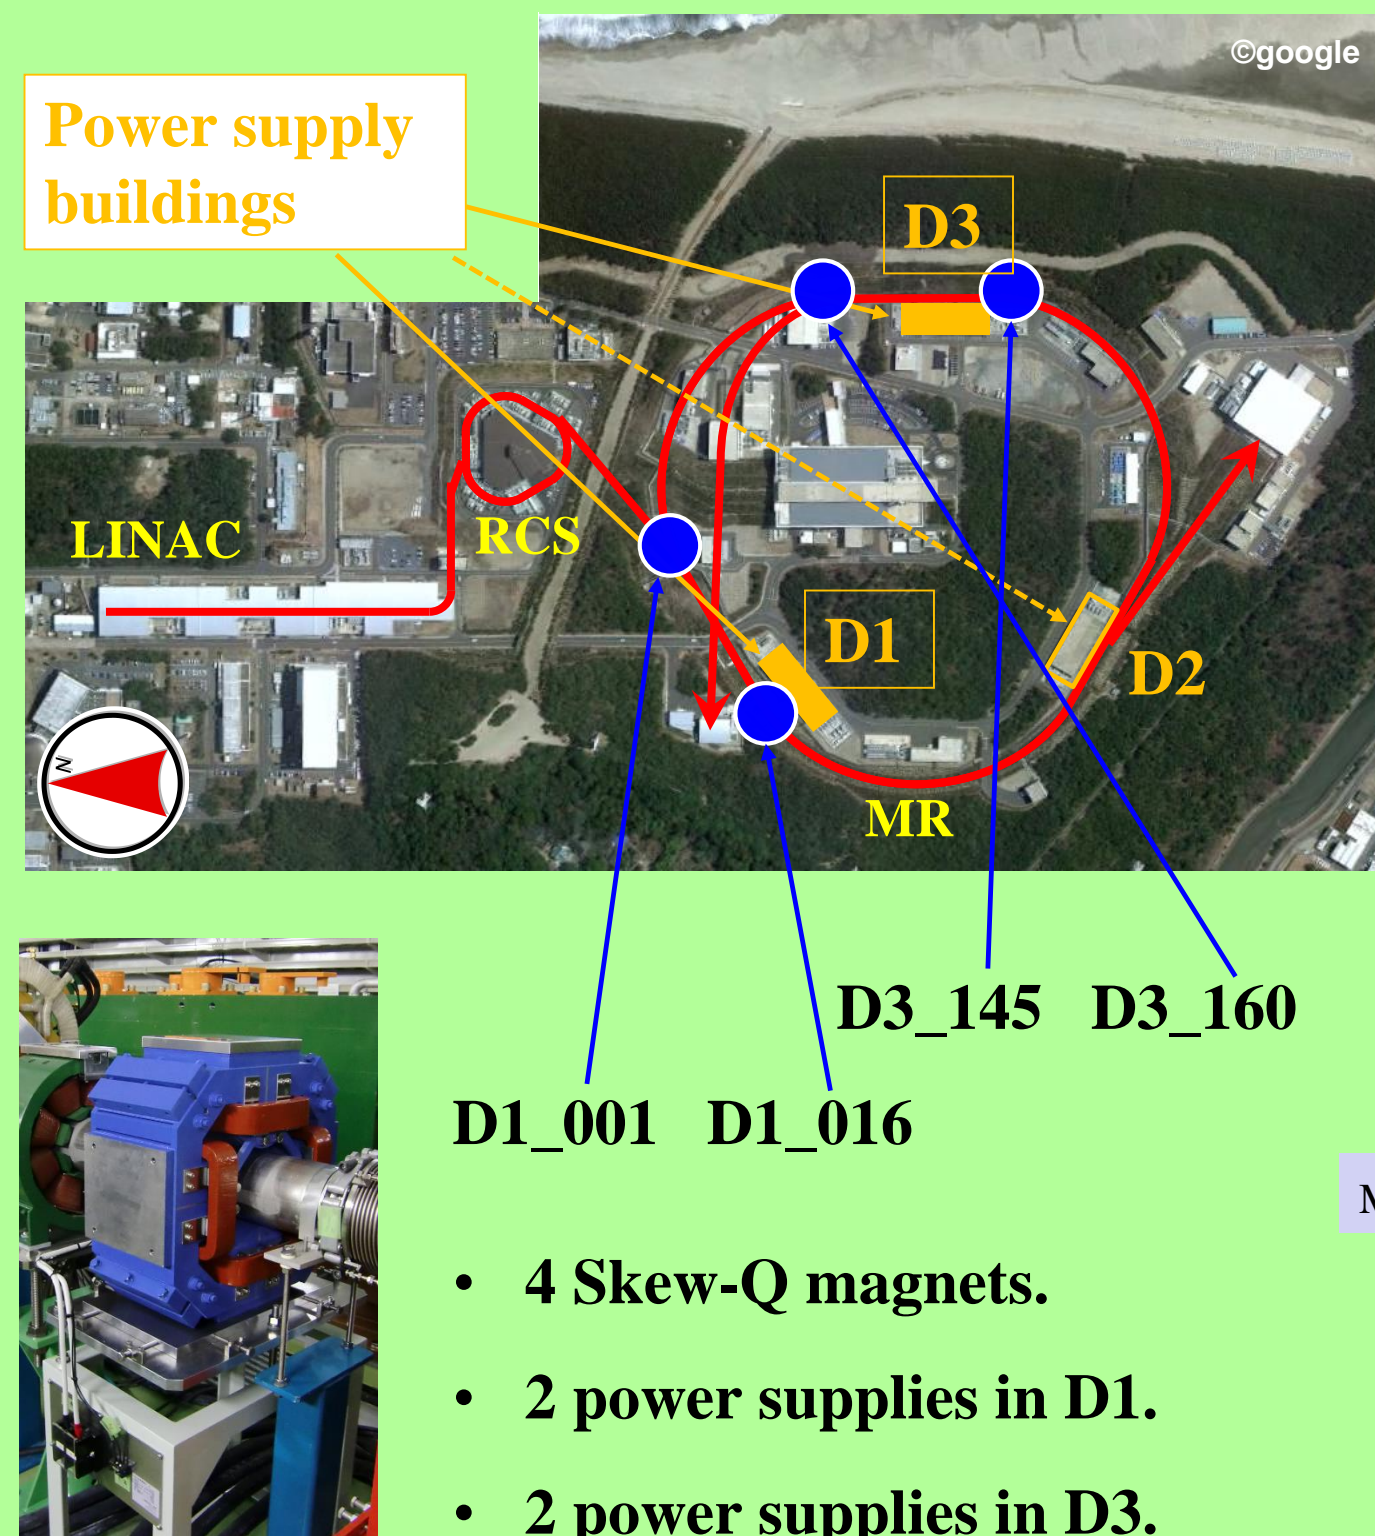 ©google
Power supply
buildings
D3
LINAC
RCS
D1
D2
N
MR
D3_145 D3_160
D1_001 D1_016
• 4 Skew-Q magnets.
• 2 power supplies in D1.
• 2 power supplies in D3.